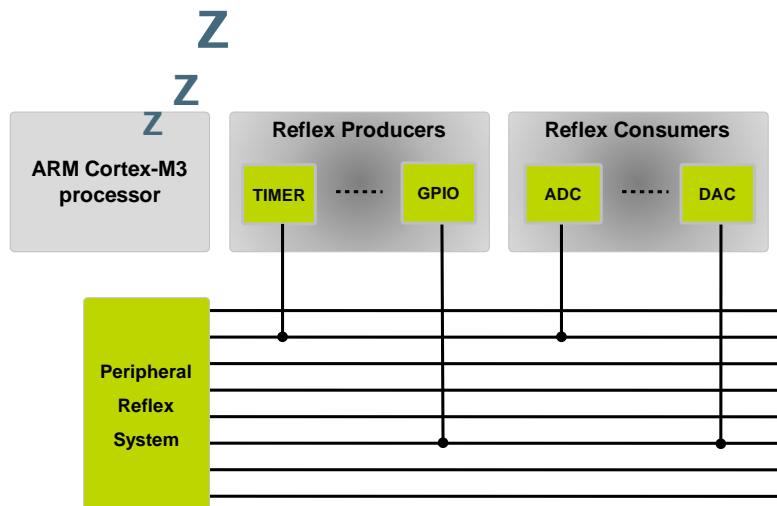 Z
Z
Z
ARM Cortex-M3
processor
Reflex Producers
TIMER
GPIO
Reflex Consumers
ADC
DAC
Peripheral
Reflex
System